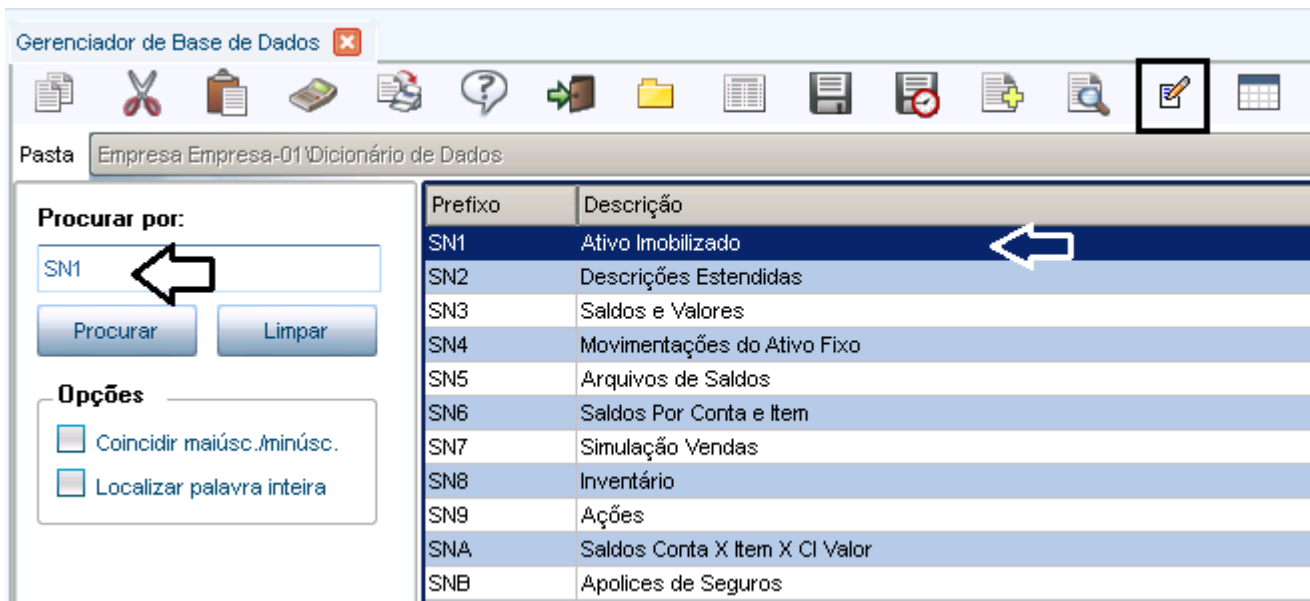 Gerenciador de Base de Dados
Pasta Empresa Empresa-01\Dicionário de Dados
Procurar por:
SN1
Procurar Limpar
Opções
Coincidir maiúsc./minúsc.
Localizar palavra inteira
Prefixo Descrição
SN1 Ativo Imobilizado
SN2 Descrições Estendidas
SN3 Saldos e Valores
SN4 Movimentações do Ativo Fixo
SN5 Arquivos de Saldos
SN6 Saldos Por Conta e Item
SN7 Simulação Vendas
SN8 Inventário
SN9 Ações
SNA Saldos Conta X Item X Cl Valor
SNB Apolices de Seguros